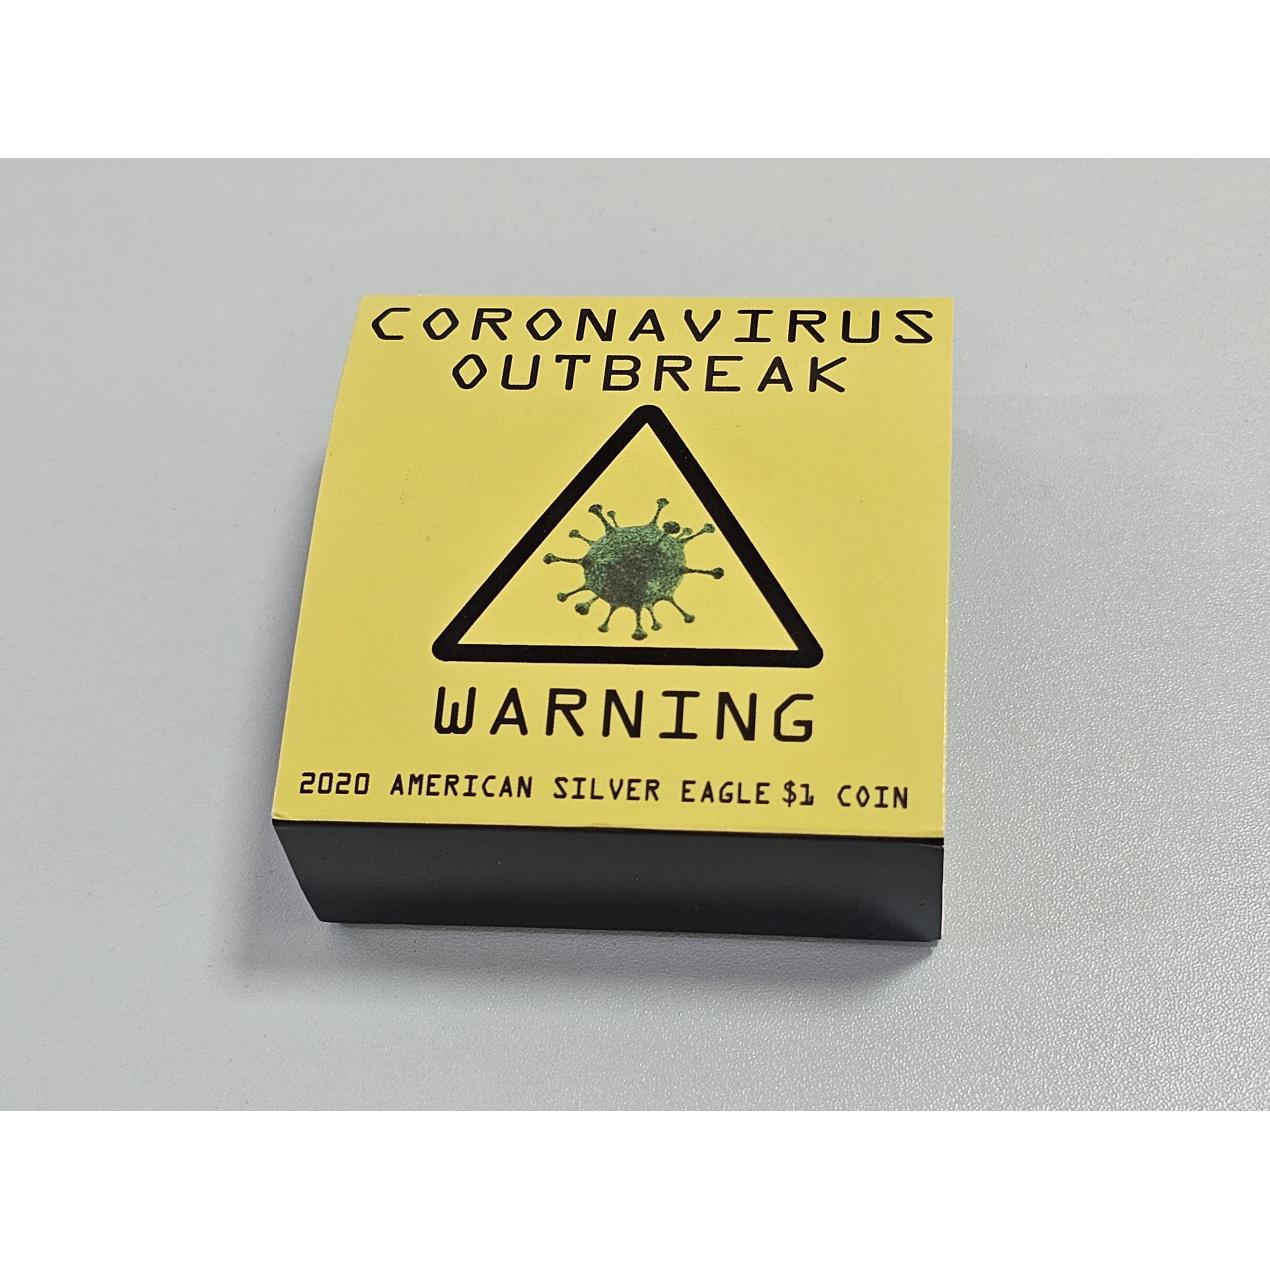 CORONAVIRUS
OUTBREAK
WARNING
2020 AMERICAN SILVER EAGLE $1 COIN